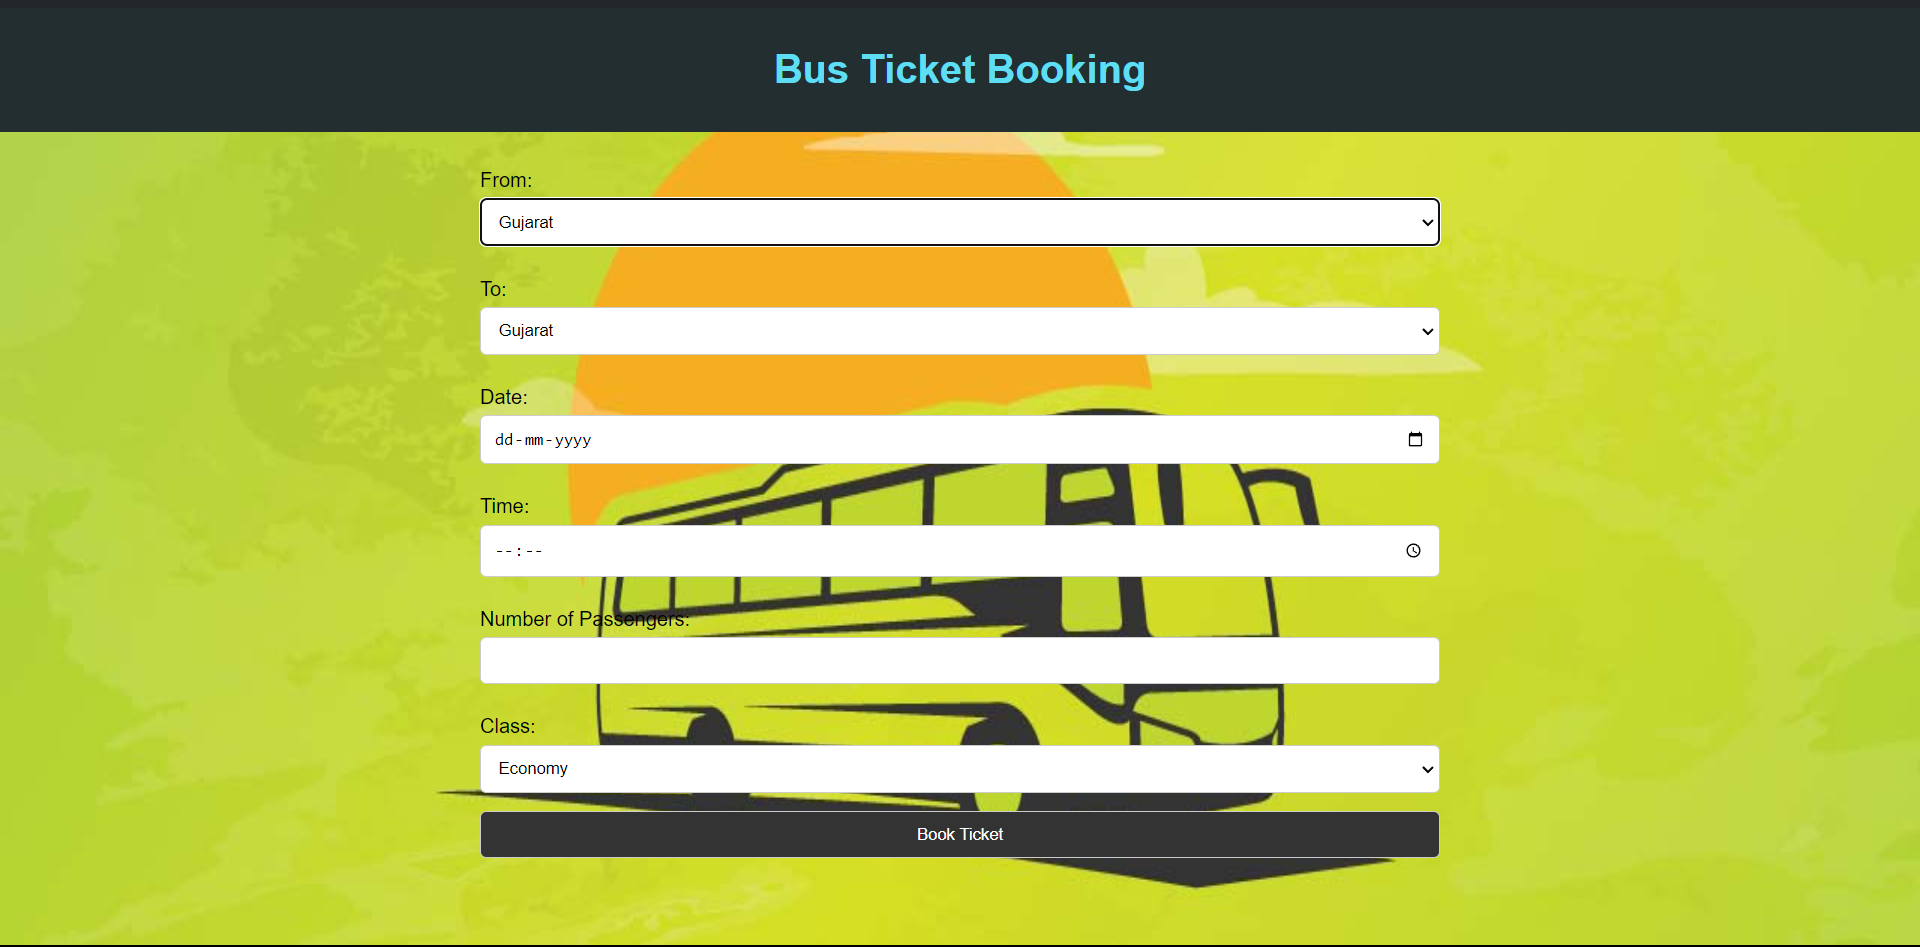 Bus Ticket Booking
From:
Gujarat
To:
Gujarat
Date:
dd-mm-yyyy
Time:
--:--
Number of Passengers:
Class:
Economy
Book Ticket